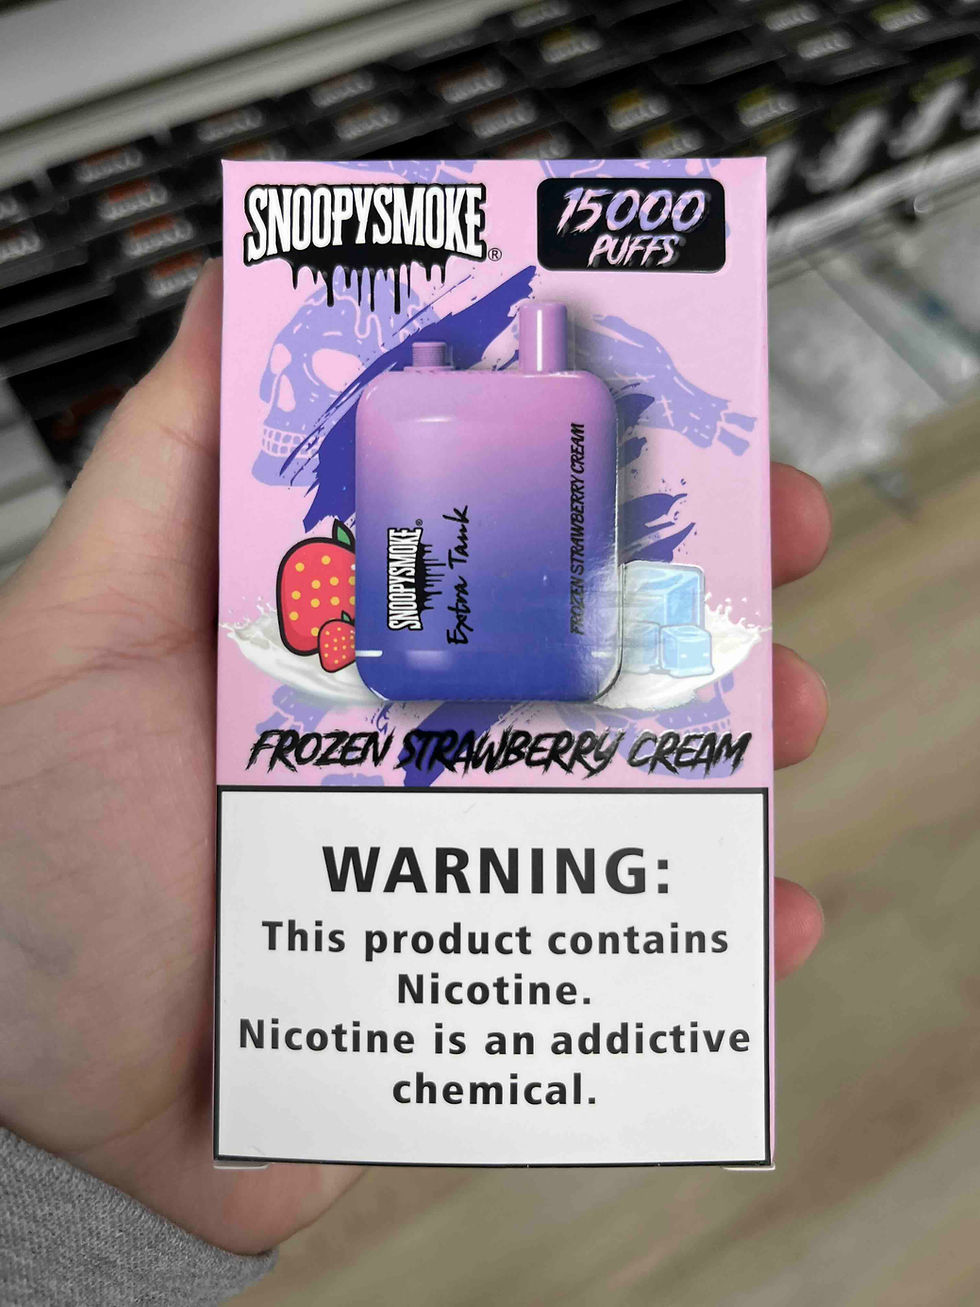 SNOOPYSMOKE®
15000
PUFFS
SNOOPYSMOKE®
Extra Tank
FROZEN STRAWBERRY CREAM
FROZEN STRAWBERRY CREAM
WARNING:
This product contains
Nicotine.
Nicotine is an addictive
chemical.